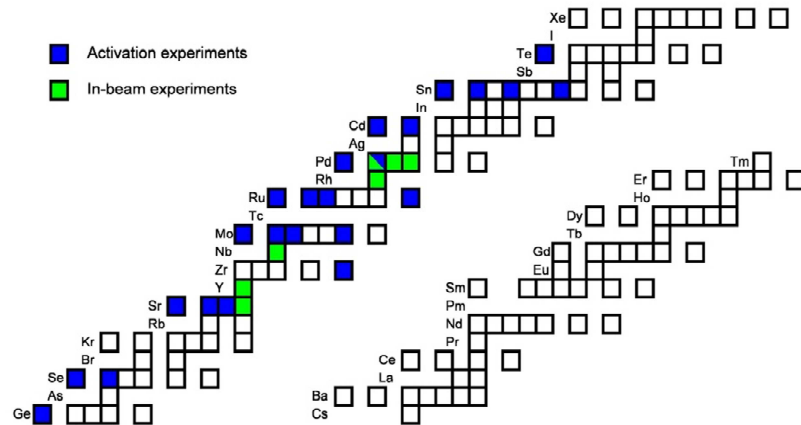 Xe
I
Activation experiments
Te
Sb
In-beam experiments
Sn
In
Cd
Ag
Pd
Tm
Rh
Er
Ru
Ho
Tc
Dy
Mo
Tb
Nb
Gd
Zr
Eu
Y
Sm
Sr
Pm
Rb
Nd
Kr
Pr
Br
Ce
Se
La
As
Ba
Ge
Cs